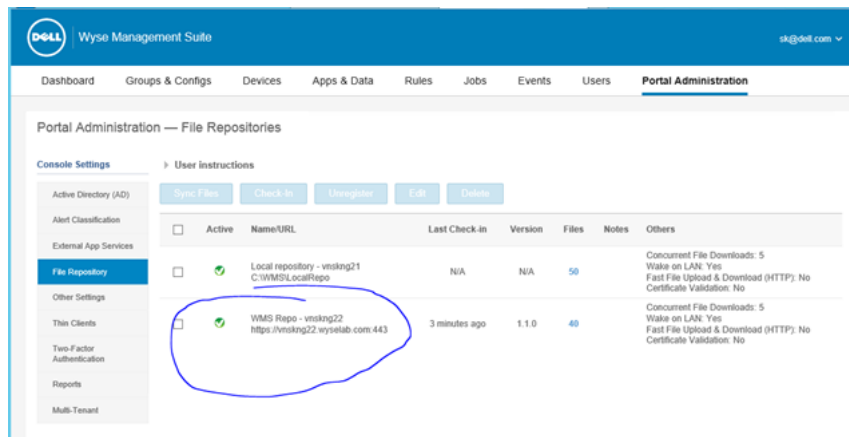 DELL Wyse Management Suite sk@dell.com
Dashboard Groups & Configs Devices Apps & Data Rules Jobs Events Users Portal Administration
Portal Administration — File Repositories
Console Settings
Active Directory (AD)
Alert Classification
External App Services
File Repository
Other Settings
Thin Clients
Two-Factor
Authentication
Reports
Multi-Tenant
User instructions
Sync Files Check-In Unregister Edit Delete
Active Name/URL Last Check-in Version Files Notes Others
Local repository - vnskng21
C:\WMS\LocalRepo
N/A N/A 50
Concurrent File Downloads: 5
Wake on LAN: Yes
Fast File Upload & Download (HTTP): No
Certificate Validation: No
WMS Repo - vnskng22
https://vnskng22.wyselab.com:443
3 minutes ago 1.1.0 40
Concurrent File Downloads: 5
Wake on LAN: Yes
Fast File Upload & Download (HTTP): No
Certificate Validation: No